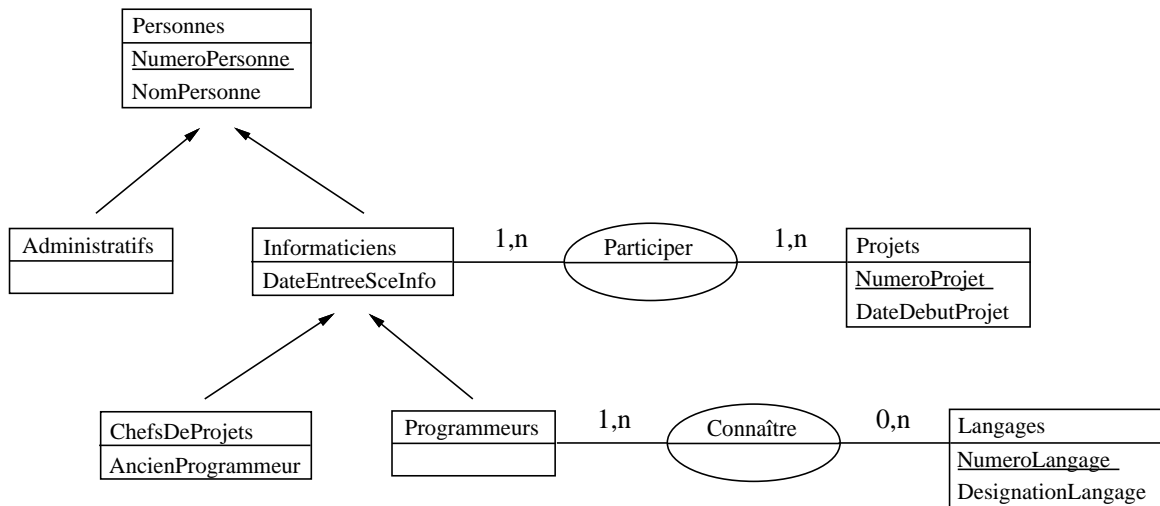 Personnes
NumeroPersonne
NomPersonne
Administratifs
Informaticiens
DateEntreeSceInfo
1,n
Participer
1,n
Projets
NumeroProjet
DateDebutProjet
ChefsDeProjets
AncienProgrammeur
Programmeurs
1,n
Connaître
0,n
Langages
NumeroLangage
DesignationLangage